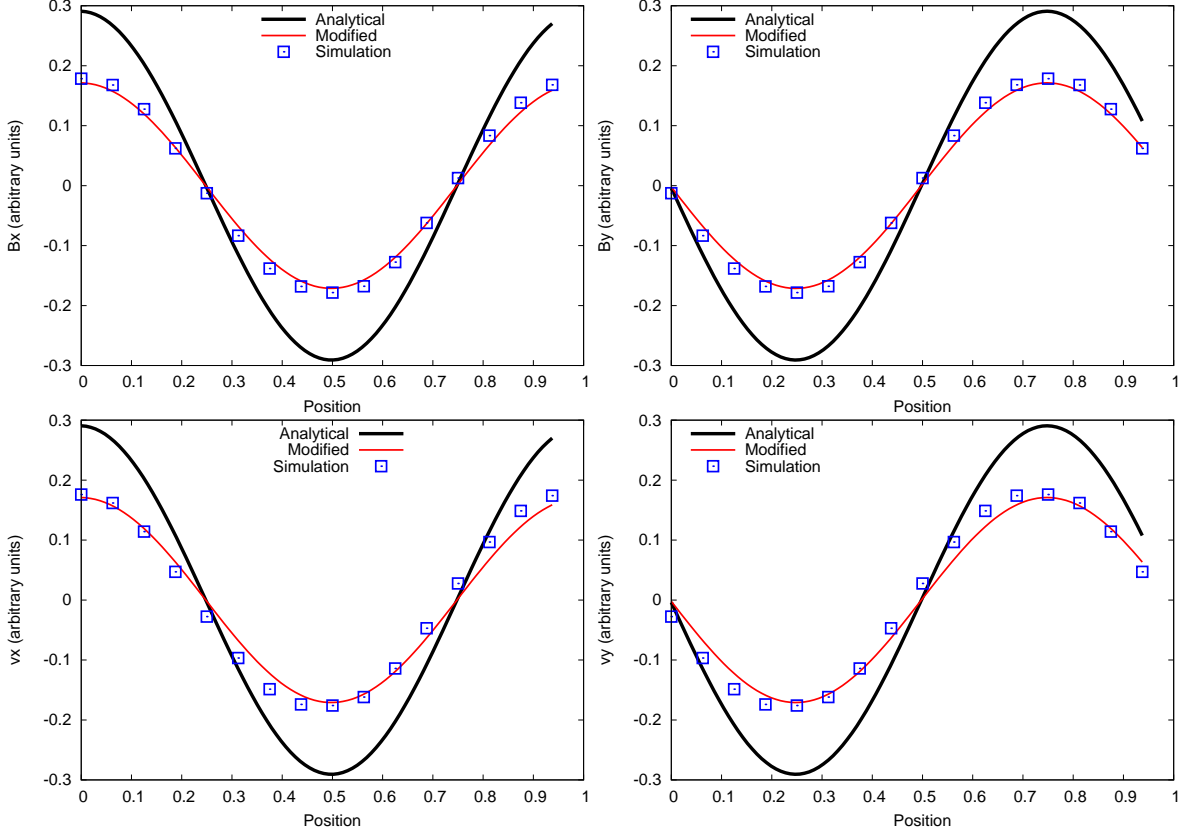 0.3
0.2
0.1
0
-0.1
-0.2
-0.3
0 0.1 0.2 0.3 0.4 0.5 0.6 0.7 0.8 0.9 1
Bx (arbitrary units)
Position
Analytical
Modified
Simulation
0.3
0.2
0.1
0
-0.1
-0.2
-0.3
0 0.1 0.2 0.3 0.4 0.5 0.6 0.7 0.8 0.9 1
By (arbitrary units)
Position
Analytical
Modified
Simulation
0.3
0.2
0.1
0
-0.1
-0.2
-0.3
0 0.1 0.2 0.3 0.4 0.5 0.6 0.7 0.8 0.9 1
vx (arbitrary units)
Position
Analytical
Modified
Simulation
0.3
0.2
0.1
0
-0.1
-0.2
-0.3
0 0.1 0.2 0.3 0.4 0.5 0.6 0.7 0.8 0.9 1
vy (arbitrary units)
Position
Analytical
Modified
Simulation